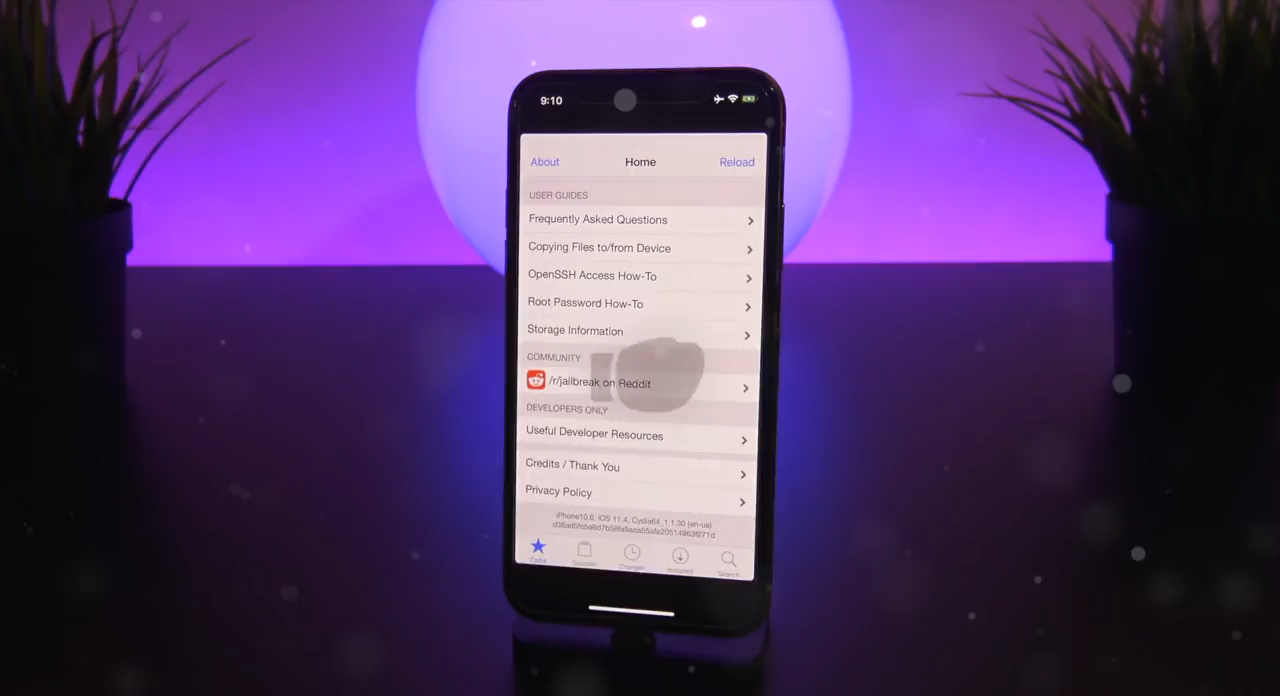 9:10
About Home Reload
USER GUIDES
Frequently Asked Questions
Copying Files to/from Device
OpenSSH Access How-To
Root Password How-To
Storage Information
COMMUNITY
/r/jailbreak on Reddit
DEVELOPERS ONLY
Useful Developer Resources
Credits / Thank You
Privacy Policy
iPhone10,6, iOS 11.4, Cydia64_1.1.30 (en-us)
Cydia Changes Installed Search